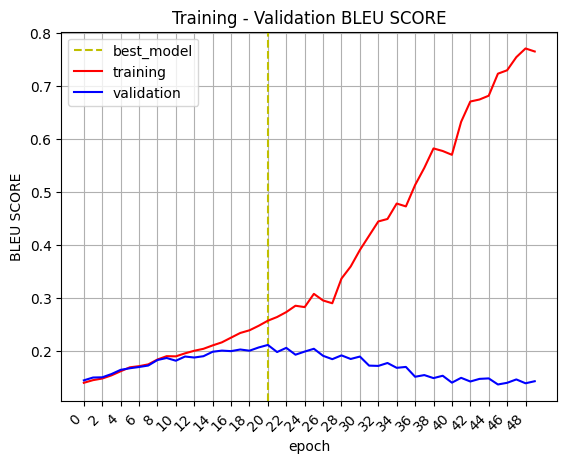 Training - Validation BLEU SCORE
best_model
training
validation
BLEU SCORE
0.8
0.7
0.6
0.5
0.4
0.3
0.2
0 2 4 6 8 10 12 14 16 18 20 22 24 26 28 30 32 34 36 38 40 42 44 46 48
epoch